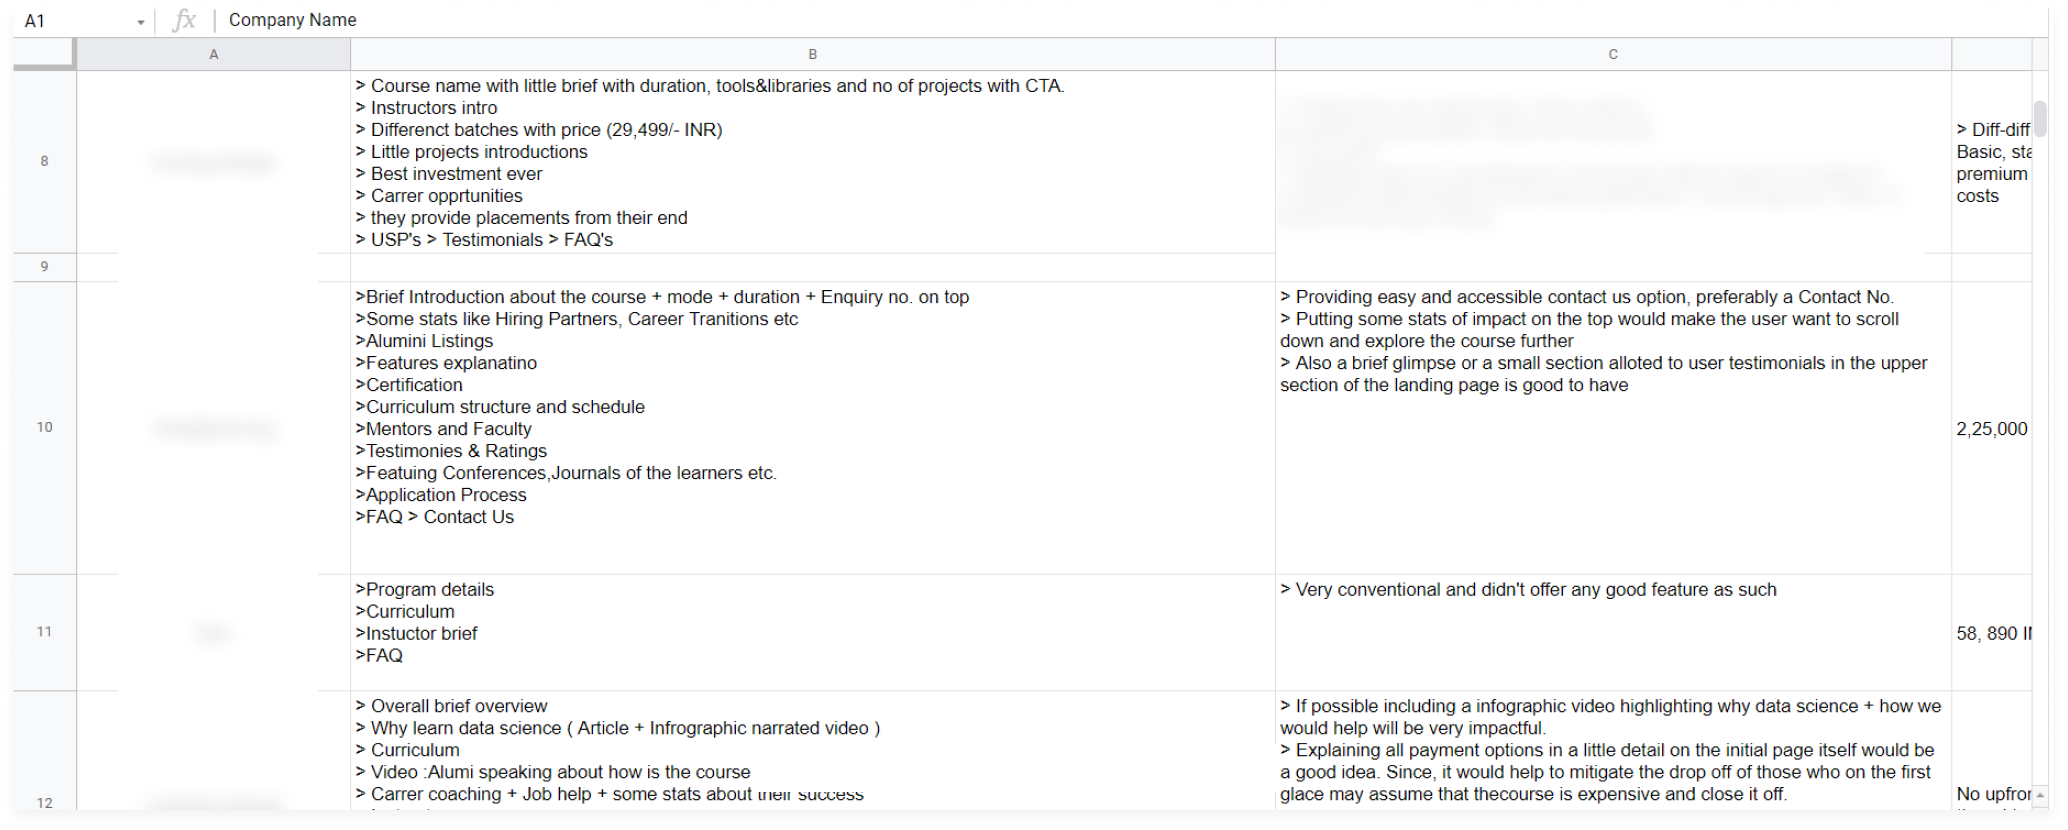 A1 fx Company Name
A B C
8
> Course name with little brief with duration, tools&libraries and no of projects with CTA.
> Instructors intro
> Differenct batches with price (29,499/- INR)
> Little projects introductions
> Best investment ever
> Carrer opprtunities
> they provide placements from their end
> USP's > Testimonials > FAQ's
> Diff-diff
Basic,
premium
costs
9
10
>Brief Introduction about the course + mode + duration + Enquiry no. on top
>Some stats like Hiring Partners, Career Tranitions etc
>Alumini Listings
>Features explanatino
>Certification
>Curriculum structure and schedule
>Mentors and Faculty
>Testimonies & Ratings
>Featuing Conferences,Journals of the learners etc.
>Application Process
>FAQ > Contact Us
> Providing easy and accessible contact us option, preferably a Contact No.
> Putting some stats of impact on the top would make the user want to scroll
down and explore the course further
> Also a brief glimpse or a small section alloted to user testimonials in the upper
section of the landing page is good to have
2,25,000
11
>Program details
>Curriculum
>Instuctor brief
>FAQ
> Very conventional and didn't offer any good feature as such
58, 890
12
> Overall brief overview
> Why learn data science ( Article + Infrographic narrated video )
> Curriculum
> Video :Alumi speaking about how is the course
> Carrer coaching + Job help + some stats about their success
> If possible including a infographic video highlighting why data science + how we
would help will be very impactful.
> Explaining all payment options in a little detail on the initial page itself would be
a good idea. Since, it would help to mitigate the drop off of those who on the first
glace may assume that thecourse is expensive and close it off.
No